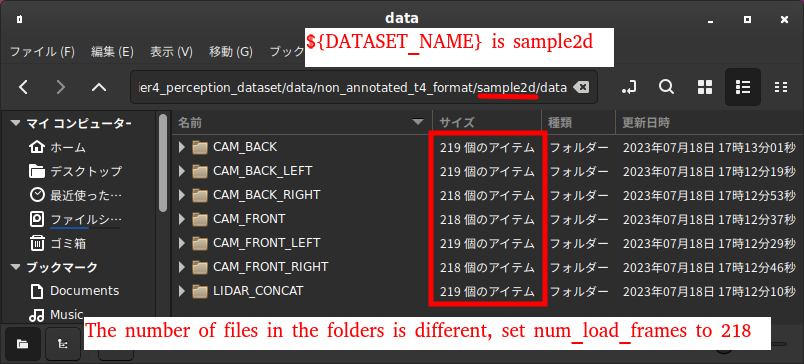 data
ファイル (F) 編集 (E) 表示 (V) 移動 (G) ブック
${DATASET_NAME} is sample2d
ier4_perception_dataset/data/non_annotated_t4_format/sample2d/data
マイ コンピューター
ホーム
デスクトップ
最近使った…
ファイルシ…
ゴミ箱
ブックマーク
Documents
Music
名前 サイズ 種類 更新日時
CAM_BACK 219 個のアイテム フォルダー 2023年07月18日 17時13分01秒
CAM_BACK_LEFT 219 個のアイテム フォルダー 2023年07月18日 17時12分19秒
CAM_BACK_RIGHT 218 個のアイテム フォルダー 2023年07月18日 17時12分53秒
CAM_FRONT 218 個のアイテム フォルダー 2023年07月18日 17時12分37秒
CAM_FRONT_LEFT 219 個のアイテム フォルダー 2023年07月18日 17時12分29秒
CAM_FRONT_RIGHT 218 個のアイテム フォルダー 2023年07月18日 17時12分46秒
LIDAR_CONCAT 219 個のアイテム フォルダー 2023年07月18日 17時12分10秒
The number of files in the folders is different, set num_load_frames to 218